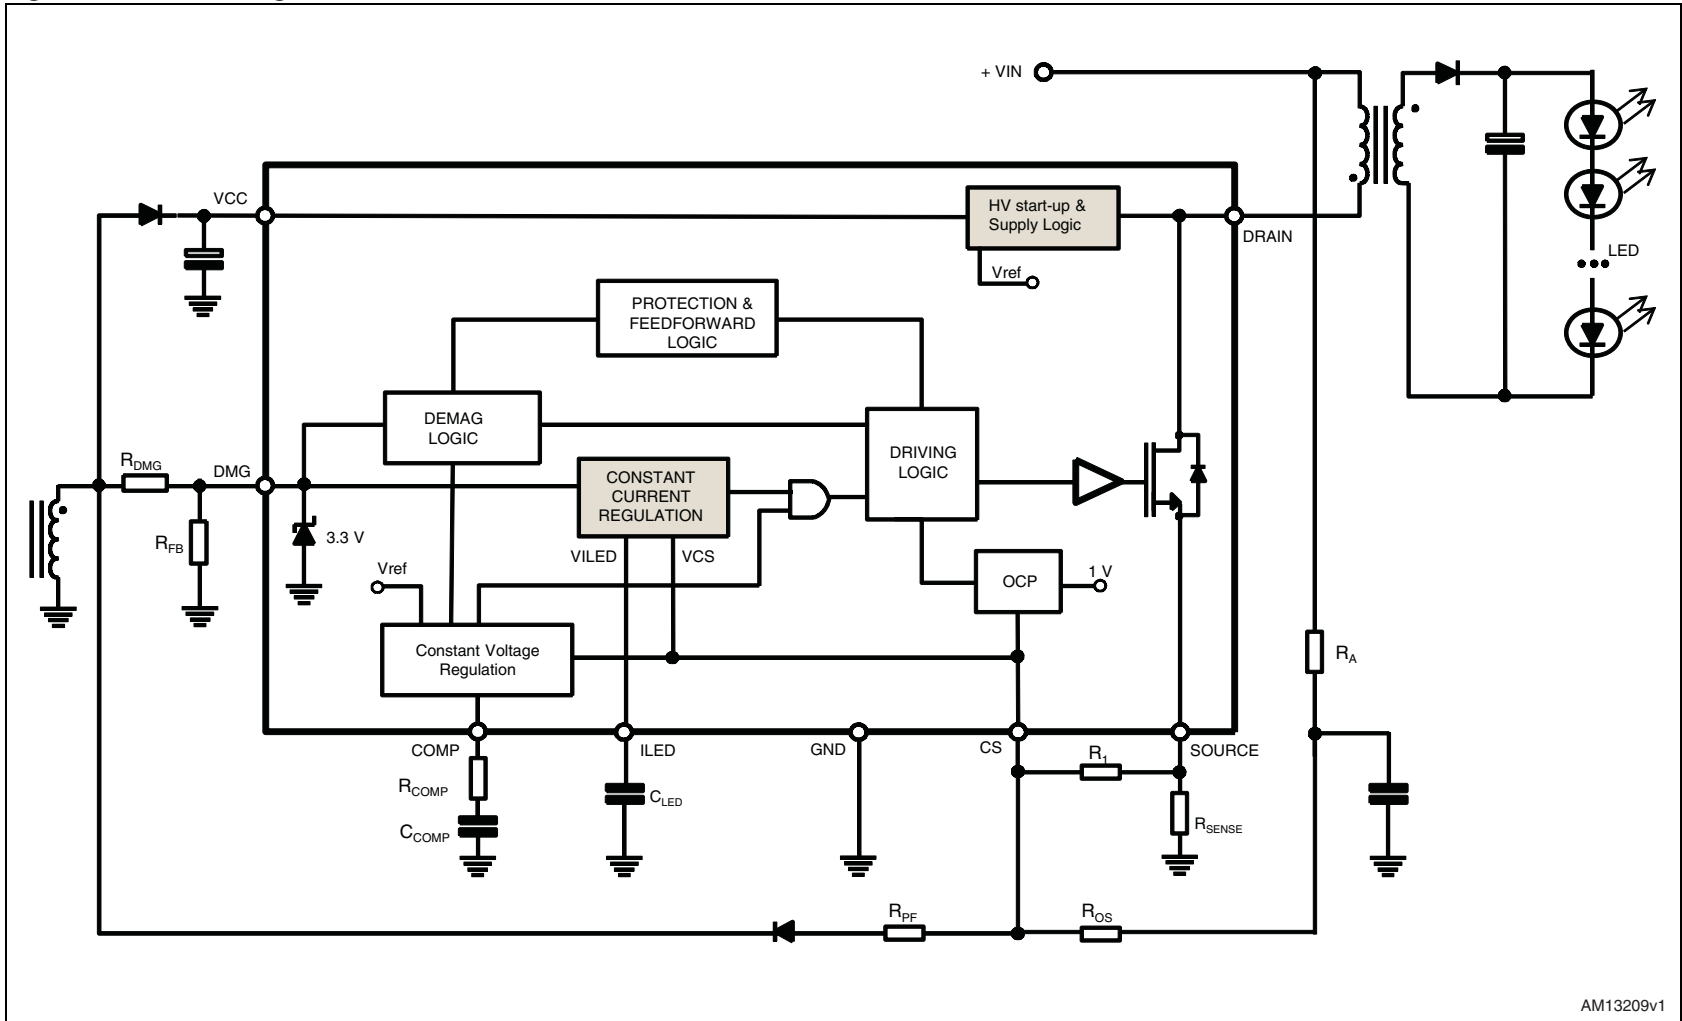 + VIN
VCC
HV start-up &
Supply Logic
DRAIN
LED
Vref
PROTECTION &
FEEDFORWARD
LOGIC
DEMAG
LOGIC
DRIVING
LOGIC
RDMG
DMG
CONSTANT
CURRENT
REGULATION
RFB
3.3 V
VILED
VCS
Vref
OCP
1 V
Constant Voltage
Regulation
RA
COMP
ILED
GND
CS
SOURCE
R1
RCOMP
CLED
RSENSE
CCOMP
RPF
ROS
AM13209v1